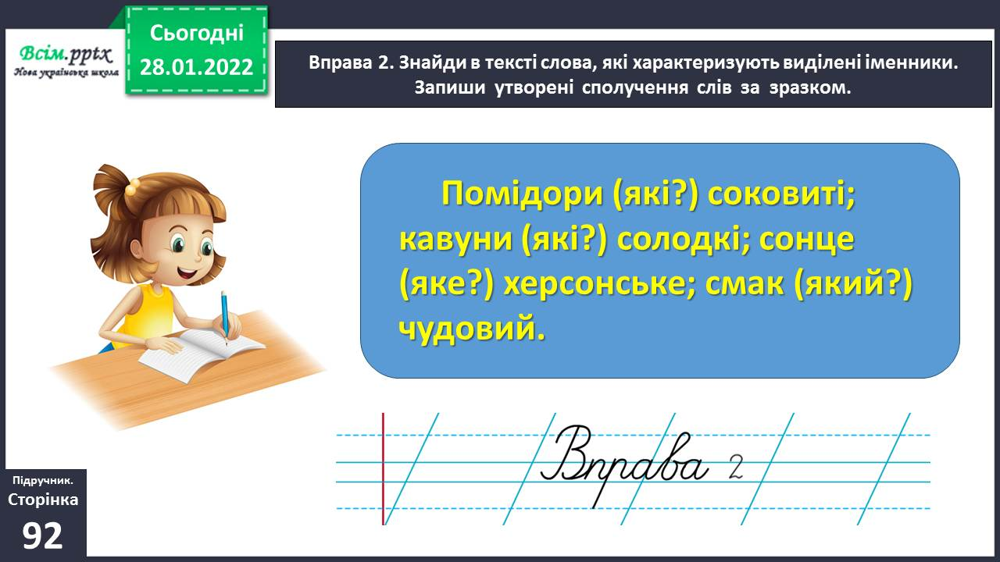 Всім.pptx
Нова українська школа
Сьогодні
28.01.2022
Вправа 2. Знайди в тексті слова, які характеризують виділені іменники.
Запиши утворені сполучення слів за зразком.
Помідори (які?) соковиті;
кавуни (які?) солодкі; сонце
(яке?) херсонське; смак (який?)
чудовий.
Вправа 2
Підручник.
Сторінка
92